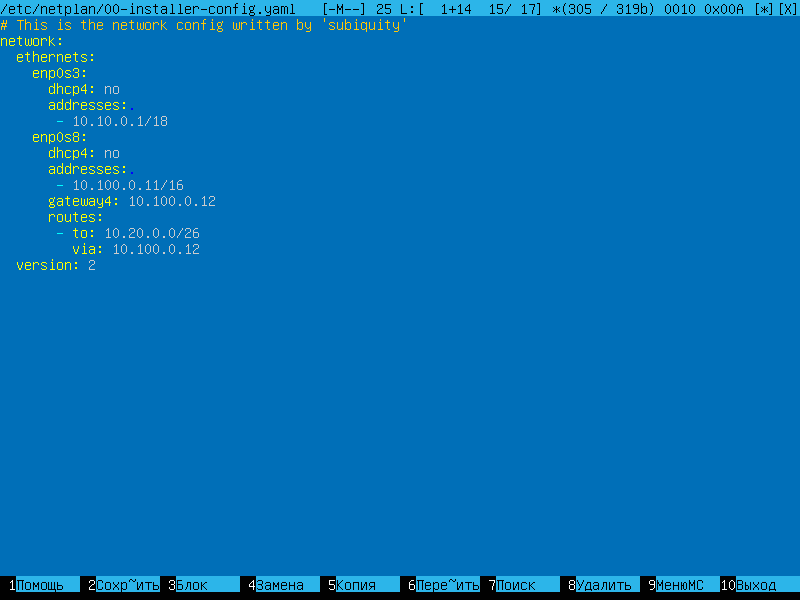 /etc/netplan/00-installer-config.yaml   [-M--] 25 L:[  1+14  15/ 17] *(305 / 319b) 0010 0x00A [*][X]
# This is the network config written by 'subiquity'
network:
  ethernets:
    enp0s3:
      dhcp4: no
      addresses:.
       - 10.10.0.1/18
    enp0s8:
      dhcp4: no
      addresses:.
       - 10.100.0.11/16
      gateway4: 10.100.0.12
      routes:
       - to: 10.20.0.0/26
         via: 10.100.0.12
  version: 2
 1Помощь  2Сохр~ить 3Блок    4Замена  5Копия   6Пере~ить 7Поиск   8Удалить 9МенюMC 10Выход